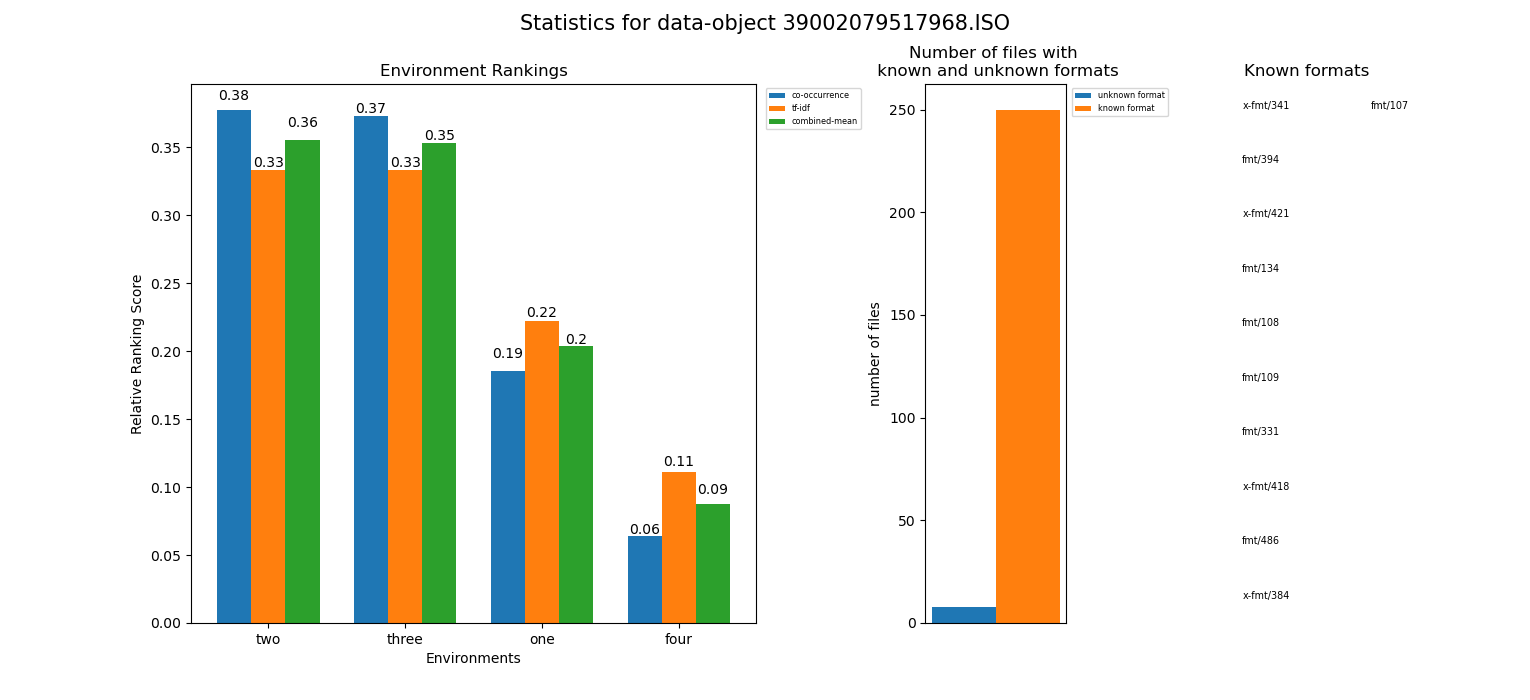 Statistics for data-object 39002079517968.ISO
Environment Rankings
Relative Ranking Score
0.35
0.30
0.25
0.20
0.15
0.10
0.05
0.00
0.38
0.33
0.36
0.37
0.33
0.35
0.19
0.22
0.2
0.06
0.11
0.09
two
three
one
four
Environments
co-occurrence
tf-idf
combined-mean
Number of files with
known and unknown formats
number of files
250
200
150
100
50
0
unknown format
known format
Known formats
x-fmt/341
fmt/107
fmt/394
x-fmt/421
fmt/134
fmt/108
fmt/109
fmt/331
x-fmt/418
fmt/486
x-fmt/384